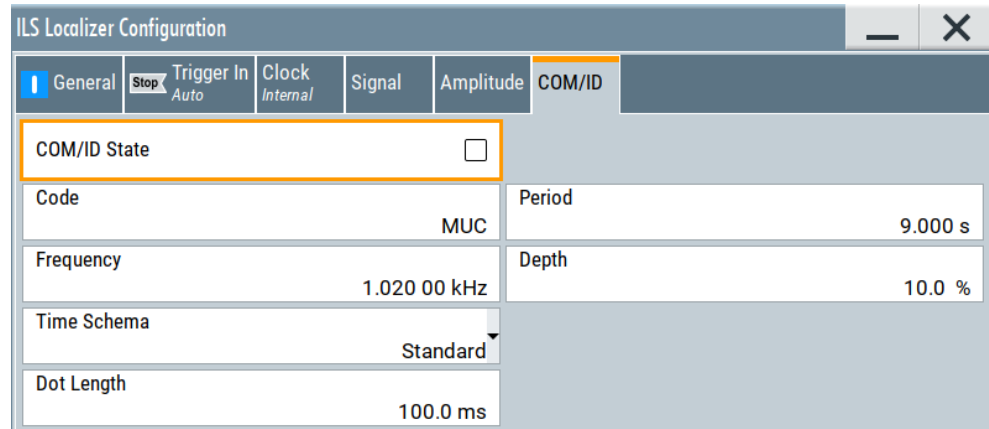 ILS Localizer Configuration
General Stop Trigger In Auto Clock Internal Signal Amplitude COM/ID
COM/ID State
Code
MUC
Period
9.000 s
Frequency
1.020 00 kHz
Depth
10.0 %
Time Schema
Standard
Dot Length
100.0 ms